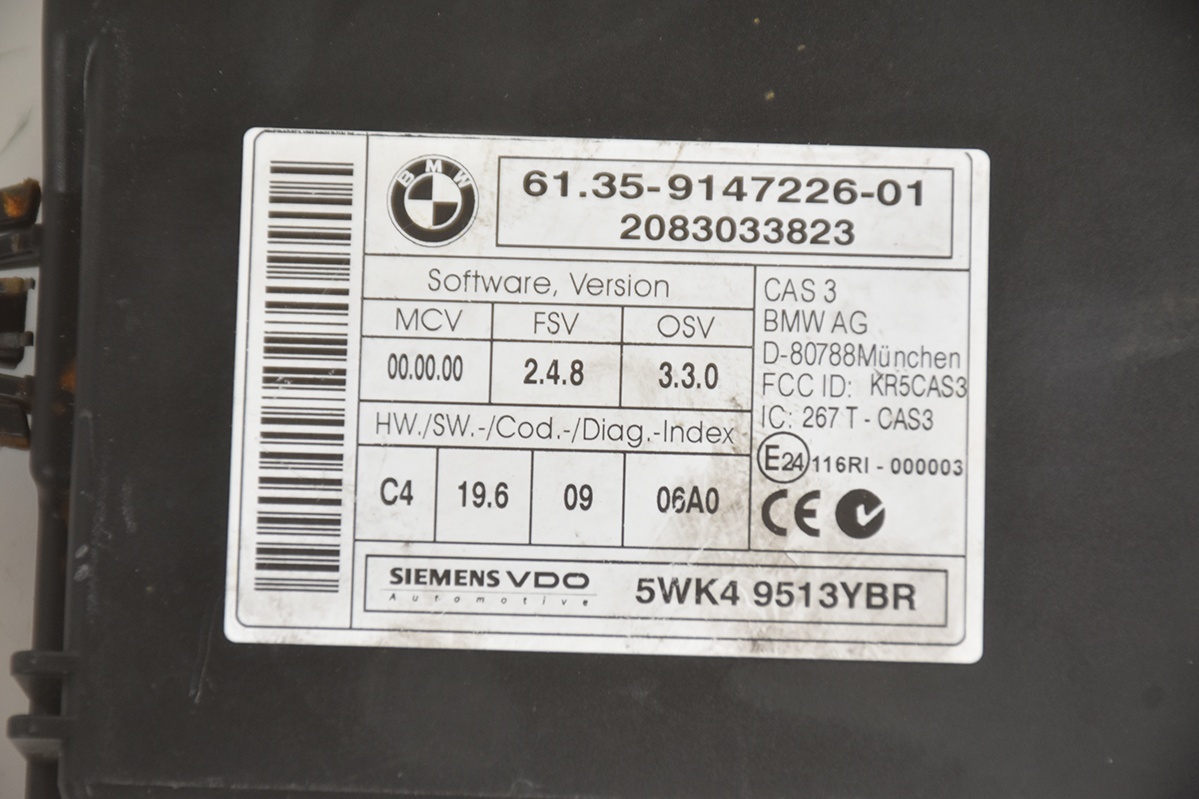 BMW
61.35-9147226-01
2083033823
Software, Version
MCV FSV OSV
00.00.00 2.4.8 3.3.0
HW./SW.-/Cod.-/Diag.-Index
C4 19.6 09 06A0
CAS 3
BMW AG
D-80788München
FCC ID: KR5CAS3
IC: 267 T - CAS3
E24 116RI - 000003
CE
SIEMENS VDO
Automotive
5WK4 9513YBR